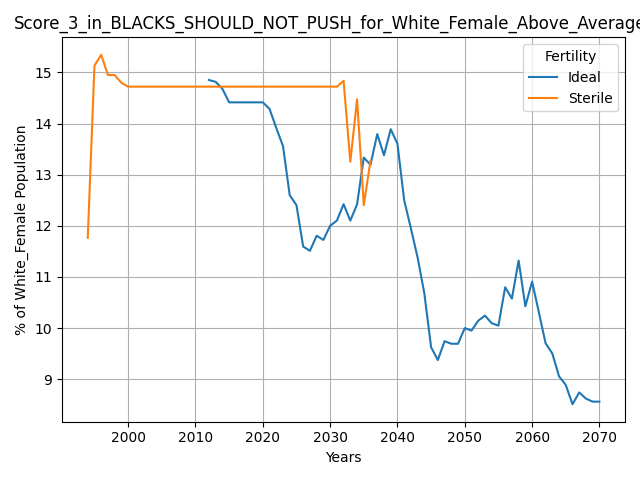 Score_3_in_BLACKS_SHOULD_NOT_PUSH_for_White_Female_Above_Average
Fertility
Ideal
Sterile
% of White_Female Population
15
14
13
12
11
10
9
2000 2010 2020 2030 2040 2050 2060 2070
Years